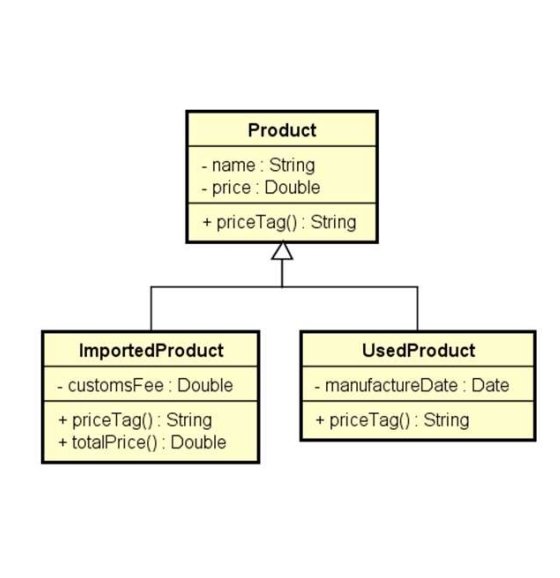 Product
- name : String
- price : Double
+ priceTag() : String
ImportedProduct
- customsFee : Double
+ priceTag() : String
+ totalPrice() : Double
UsedProduct
- manufactureDate : Date
+ priceTag() : String